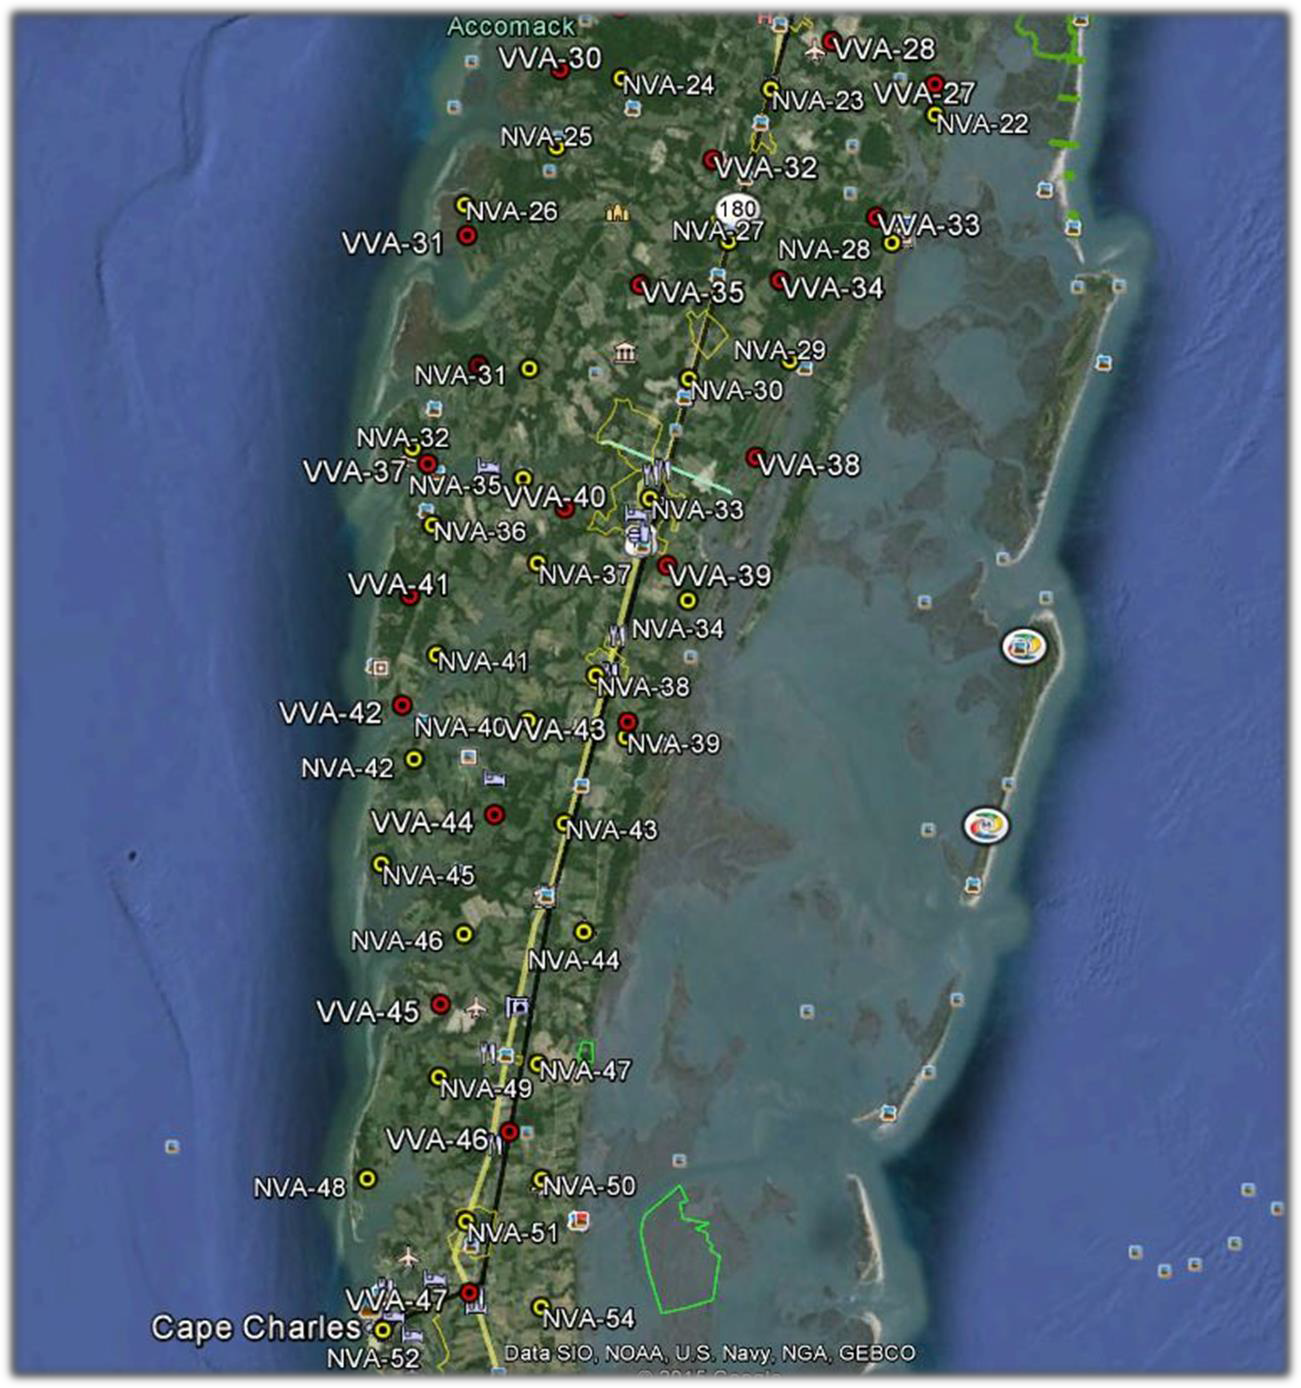 Accomack
VVA-30
VVA-28
NVA-24
NVA-23
VVA-27
NVA-22
NVA-25
VVA-32
NVA-26
180
VVA-31
NVA-27
VVA-33
NVA-28
VVA-35
VVA-34
NVA-31
NVA-29
NVA-30
NVA-32
VVA-37
NVA-35
VVA-40
VVA-38
NVA-33
NVA-36
NVA-37
VVA-39
VVA-41
NVA-34
NVA-41
NVA-38
VVA-42
NVA-40
VVA-43
NVA-39
NVA-42
VVA-44
NVA-43
NVA-45
NVA-46
NVA-44
VVA-45
NVA-47
NVA-49
VVA-46
NVA-48
NVA-50
NVA-51
VVA-47
NVA-54
Cape Charles
NVA-52
Data SIO, NOAA, U.S. Navy, NGA, GEBCO